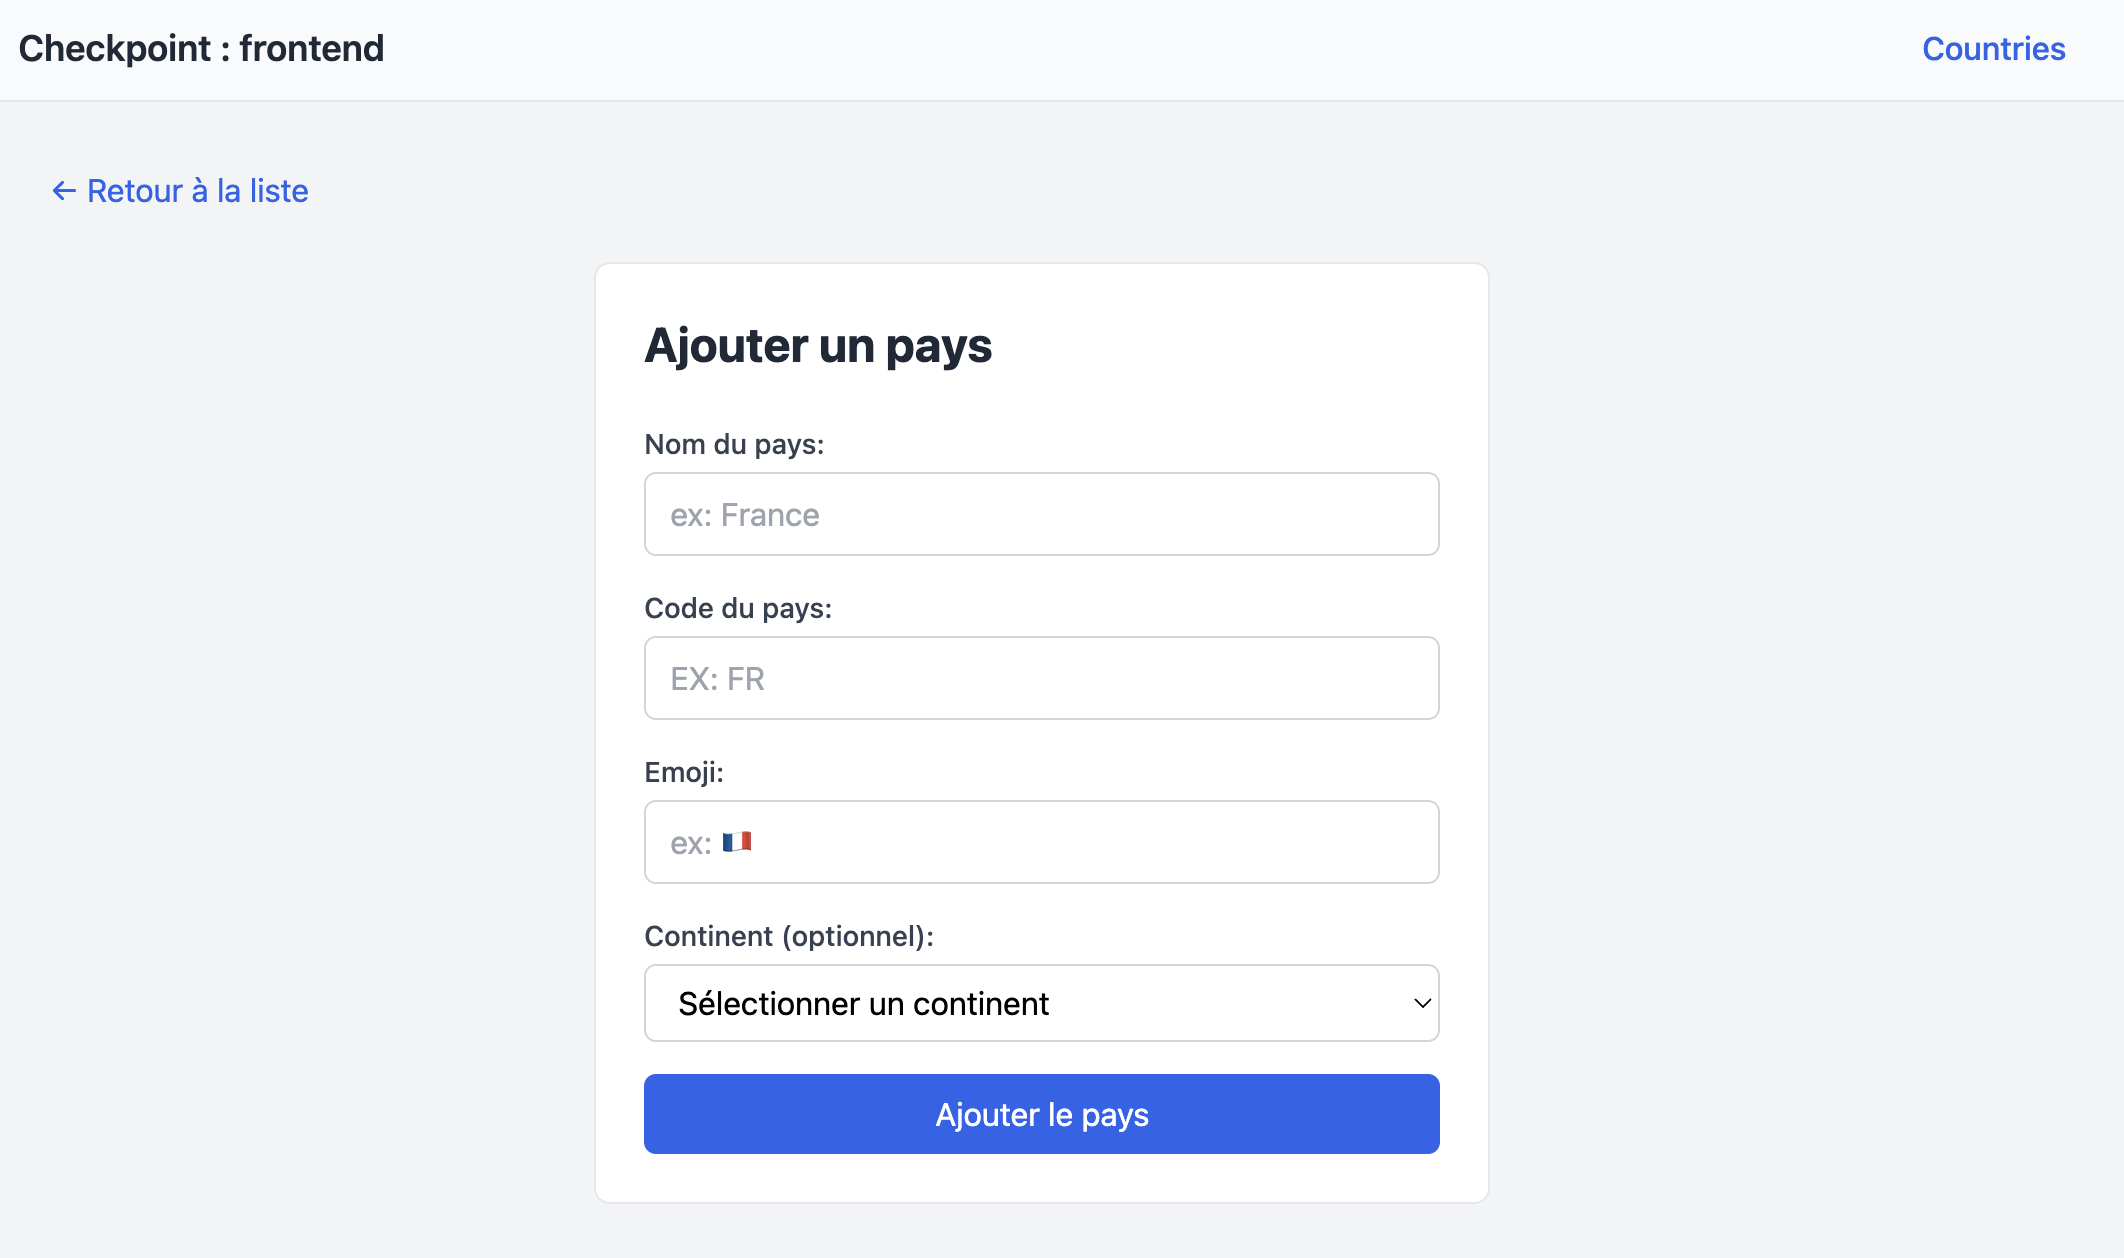 Checkpoint : frontend
Countries
← Retour à la liste
Ajouter un pays
Nom du pays:
ex: France
Code du pays:
EX: FR
Emoji:
ex: 🇫🇷
Continent (optionnel):
Sélectionner un continent
Ajouter le pays